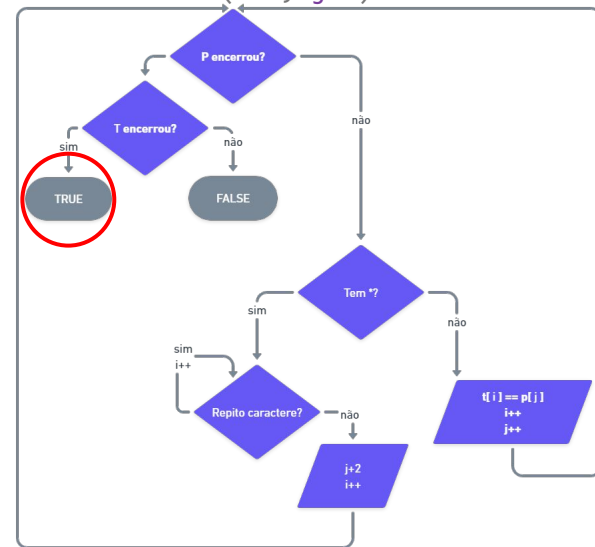 P encerrou?
T encerrou?
não
sim
não
TRUE
FALSE
Tem *?
sim
não
sim
i++
Repito caractere?
não
t[ i ] == p[ j ]
i++
j++
j+2
i++